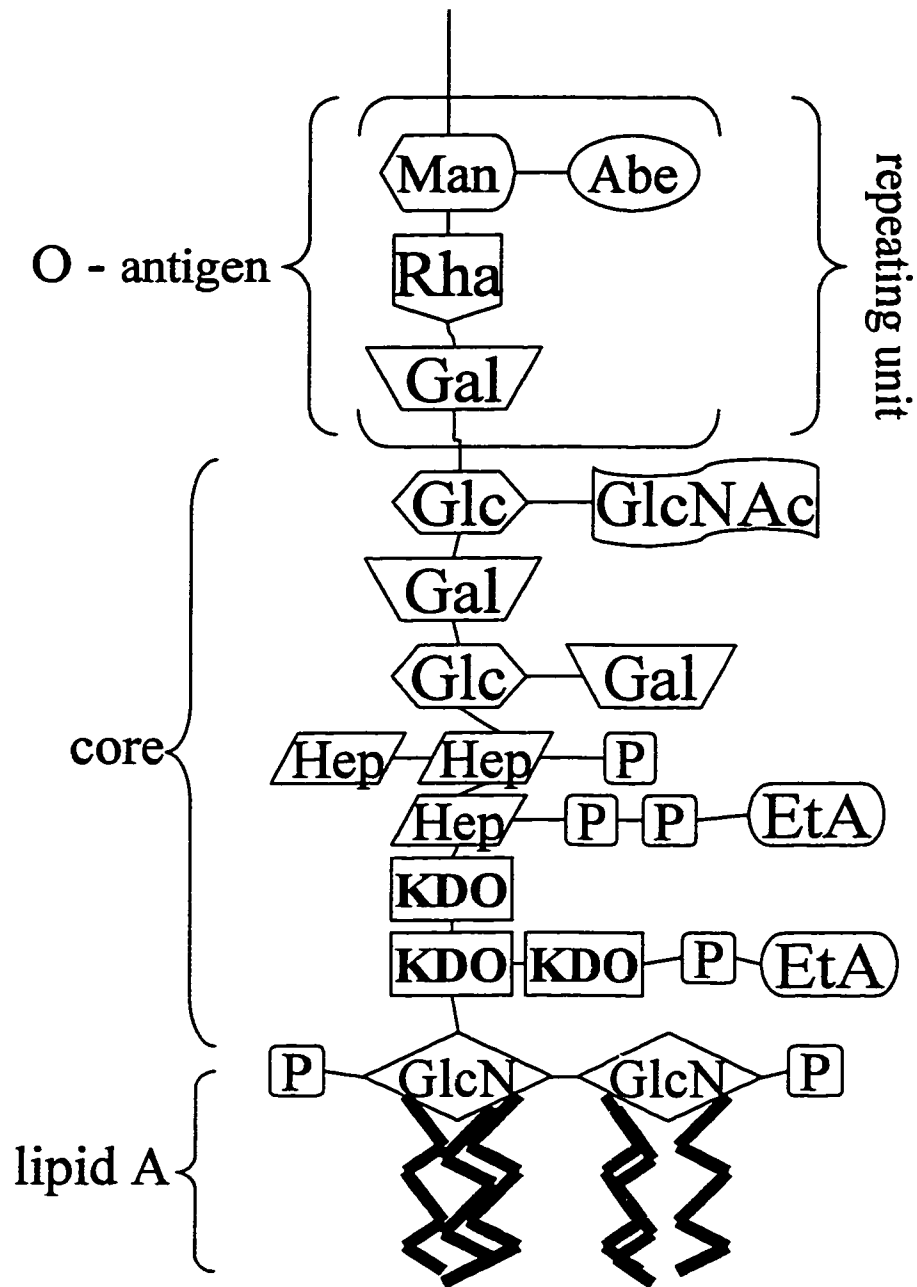 Man Abe
O - antigen
Rha
repeating unit
Gal
Glc GlcNAc
Gal
Glc Gal
core
Hep Hep P
Hep P P EtA
KDO
KDO KDO P EtA
P GlcN GlcN P
lipid A